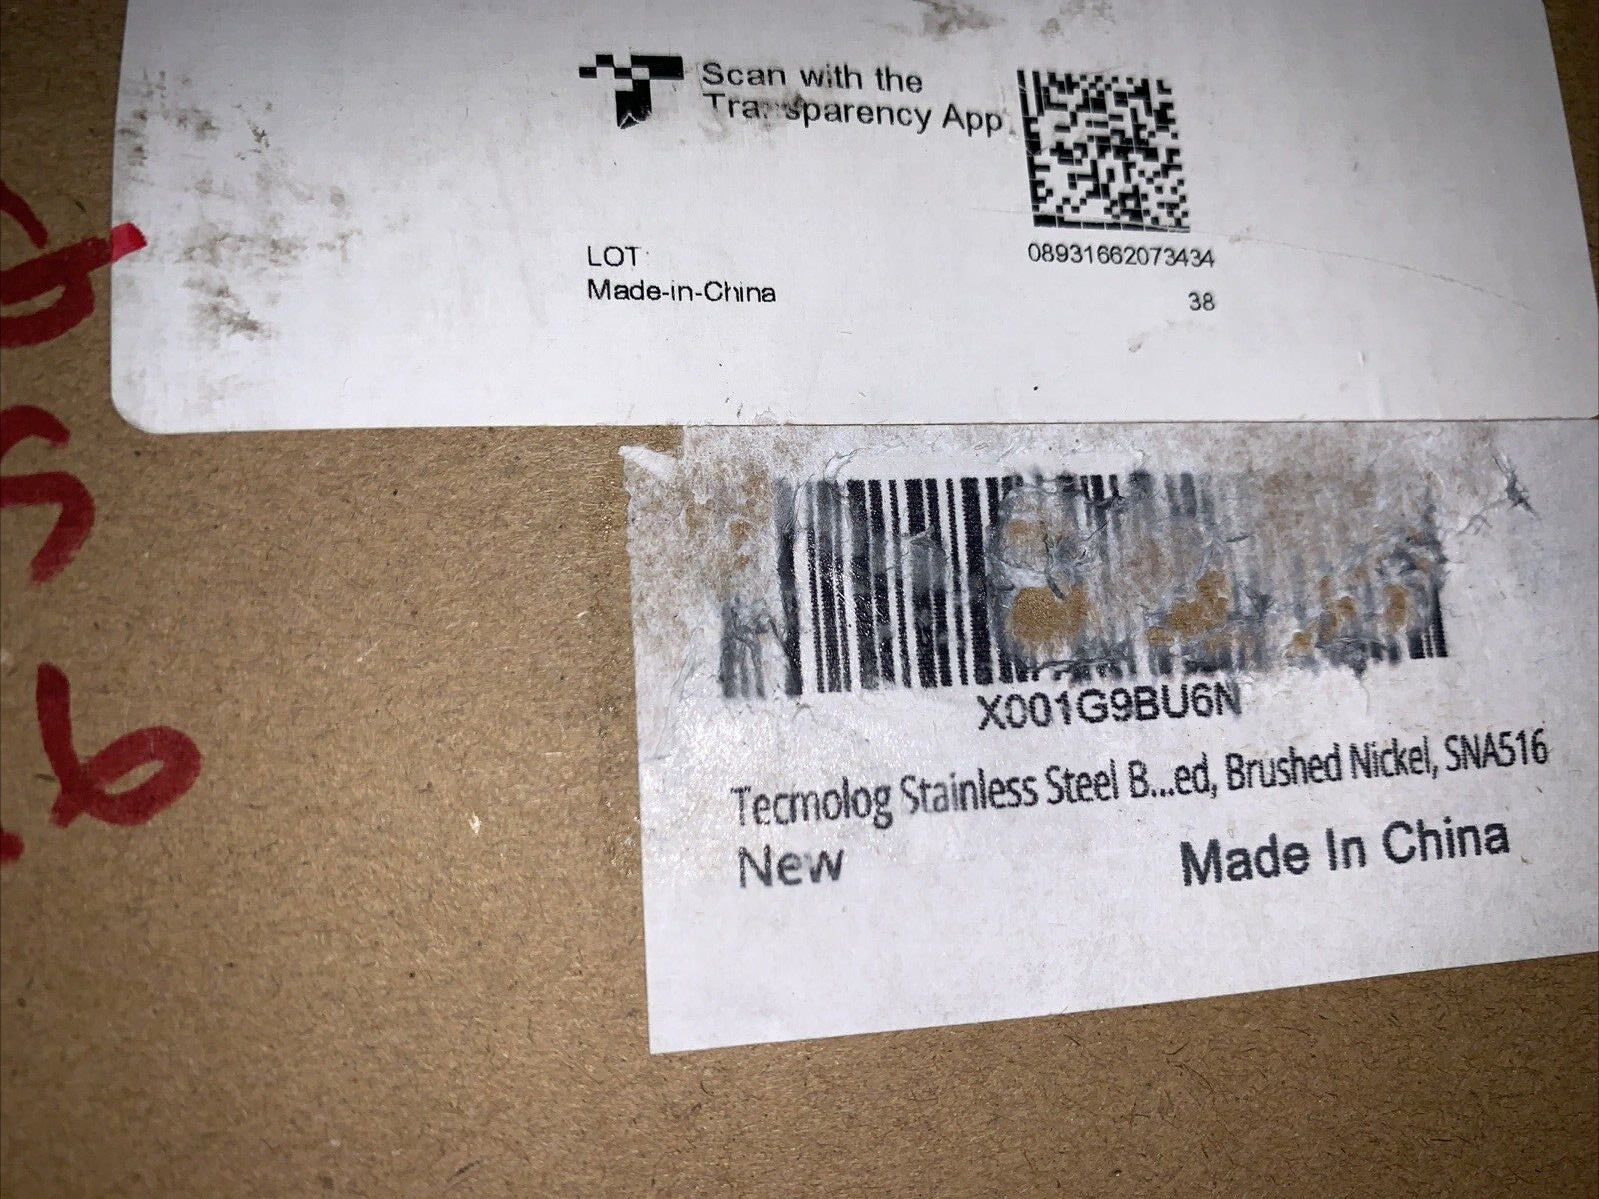 Scan with the
Transparency App
LOT:
Made-in-China
08931662073434
38
X001G9BU6N
Tecmolog Stainless Steel B...ed, Brushed Nickel, SNA516
New
Made In China